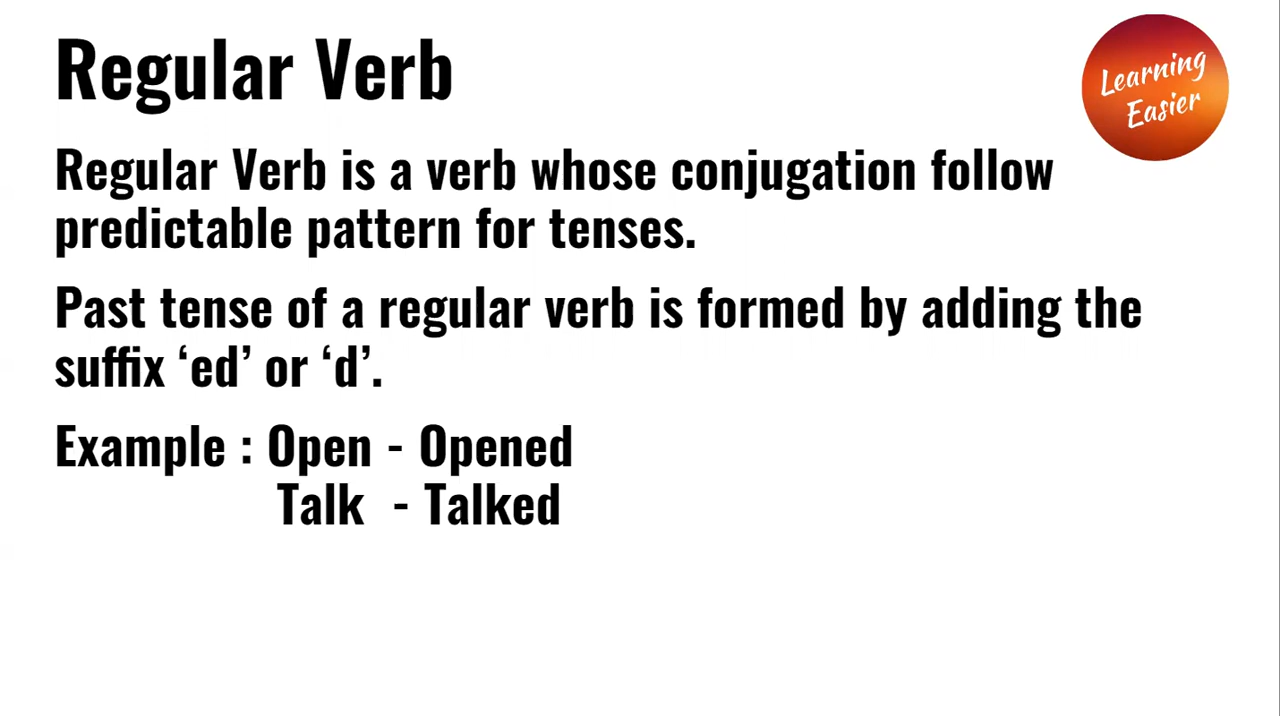 Regular Verb
Learning
Easier
Regular Verb is a verb whose conjugation follow
predictable pattern for tenses.
Past tense of a regular verb is formed by adding the
suffix ‘ed’ or ‘d’.
Example : Open - Opened
Talk - Talked